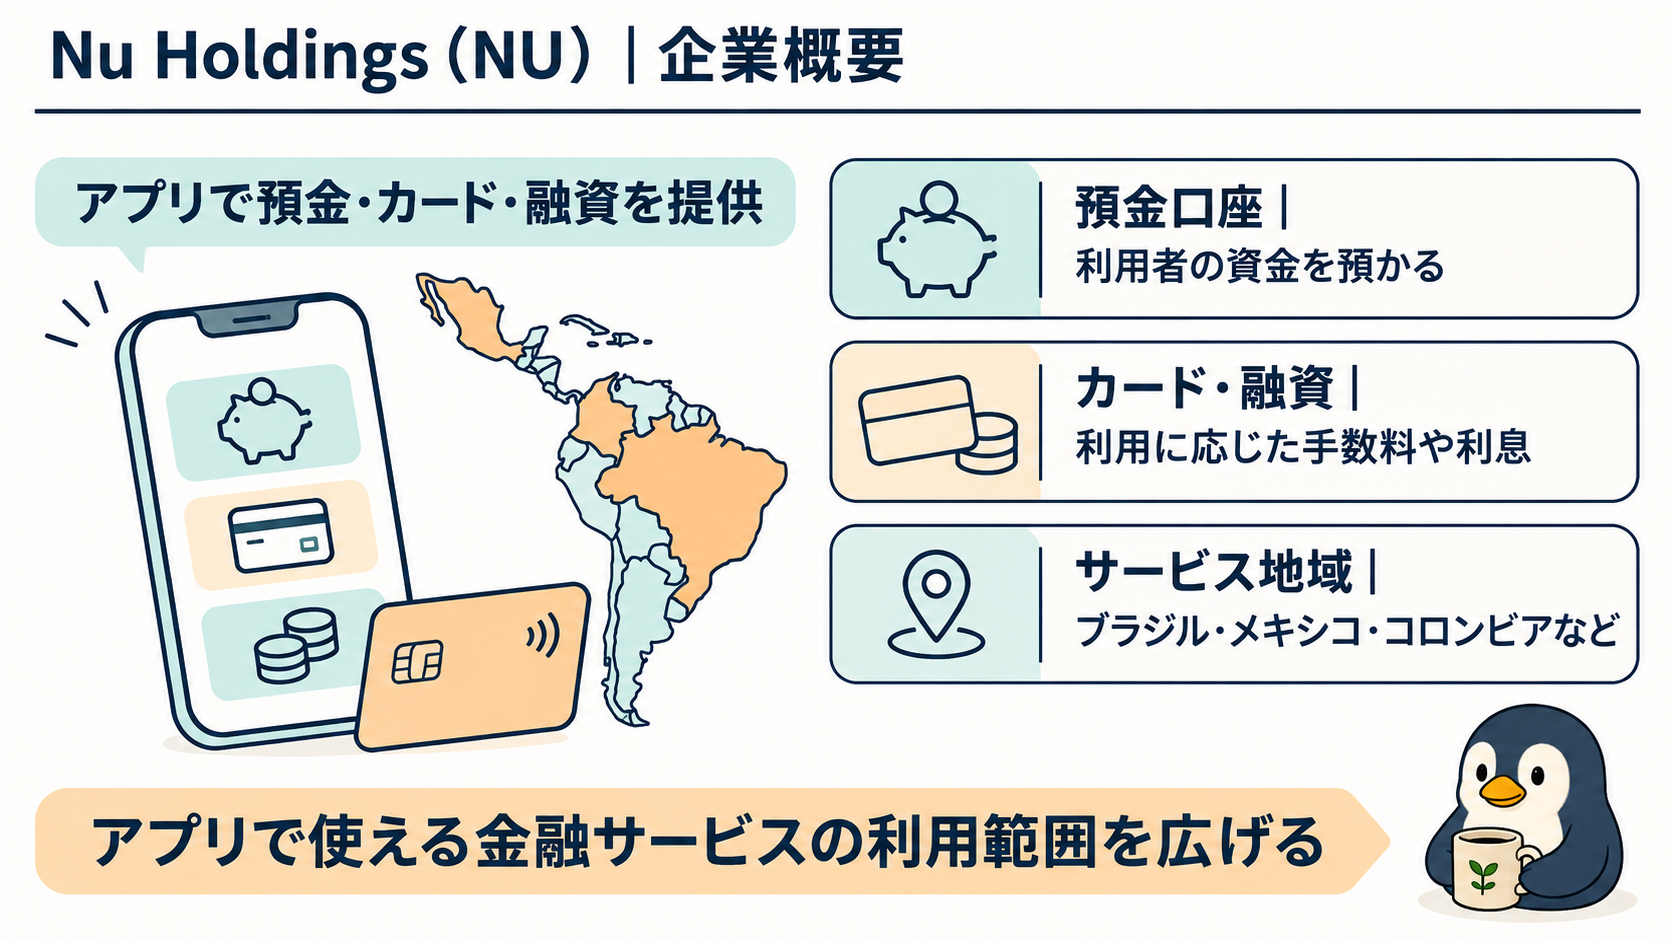 Nu Holdings（NU）｜企業概要
アプリで預金・カード・融資を提供
預金口座｜
利用者の資金を預かる
カード・融資｜
利用に応じた手数料や利息
サービス地域｜
ブラジル・メキシコ・コロンビアなど
アプリで使える金融サービスの利用範囲を広げる